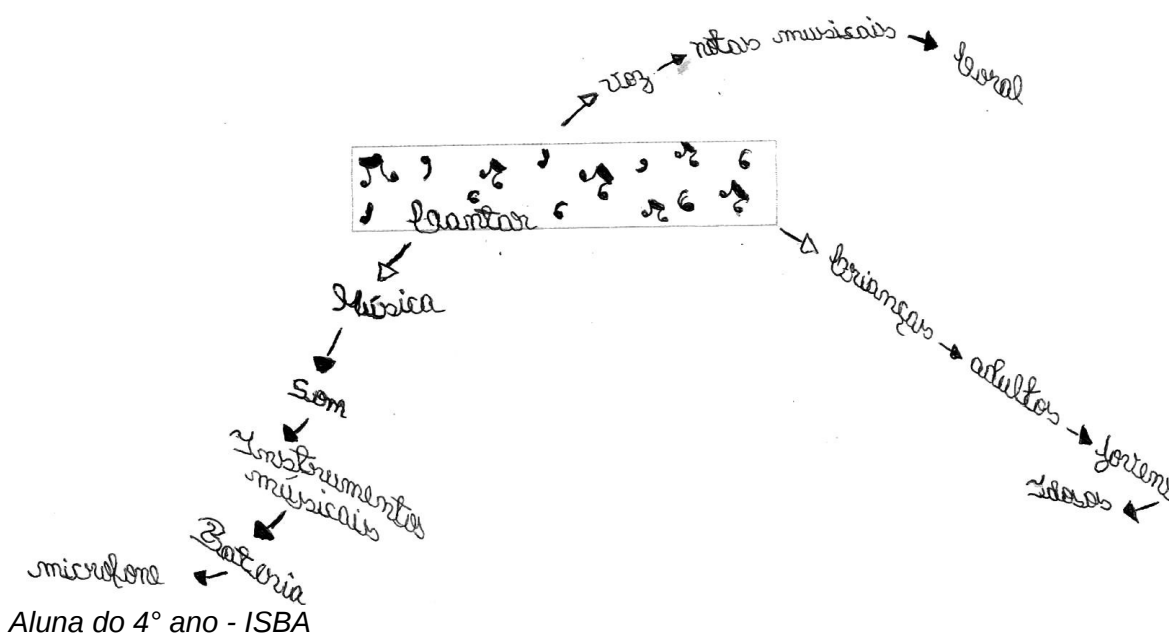 voz
notas musicais
Coral
Cantar
Música
Som
Instrumentos
músicais
Bateria
microfone
Crianças
adultos
Jovens
Idosos
Aluna do 4° ano - ISBA